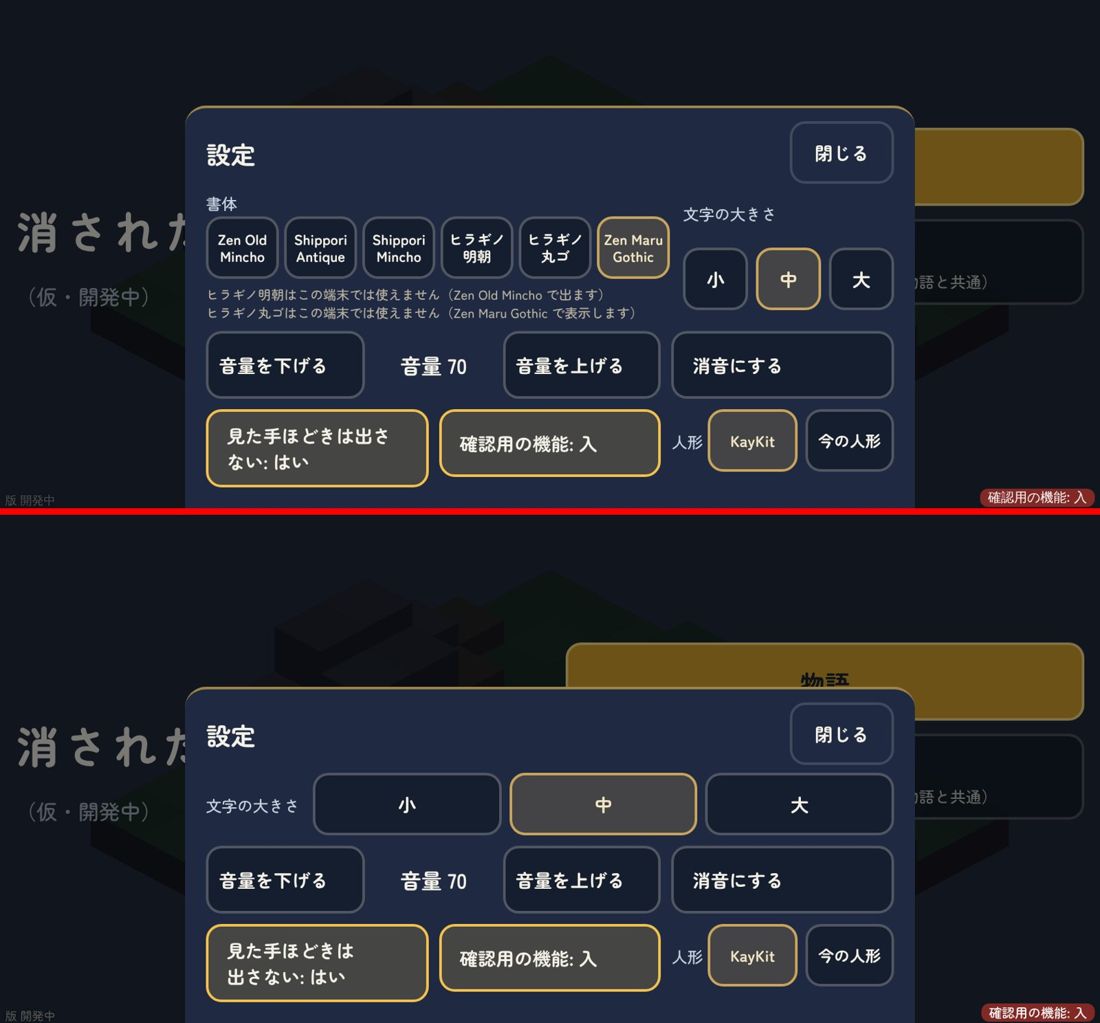 設定
閉じる
書体
文字の大きさ
Zen Old
Mincho
Shippori
Antique
Shippori
Mincho
ヒラギノ
明朝
ヒラギノ
丸ゴ
Zen Maru
Gothic
小
中
大
ヒラギノ明朝はこの端末では使えません（Zen Old Mincho で出ます）
ヒラギノ丸ゴはこの端末では使えません（Zen Maru Gothic で表示します）
消された
（仮・開発中）
物語と共通）
音量を下げる
音量 70
音量を上げる
消音にする
見た手ほどきは出さ
ない: はい
確認用の機能: 入
人形
KayKit
今の人形
版 開発中
確認用の機能: 入
物語
設定
閉じる
消された
（仮・開発中）
文字の大きさ
小
中
大
語と共通）
音量を下げる
音量 70
音量を上げる
消音にする
見た手ほどきは
出さない: はい
確認用の機能: 入
人形
KayKit
今の人形
版 開発中
確認用の機能: 入